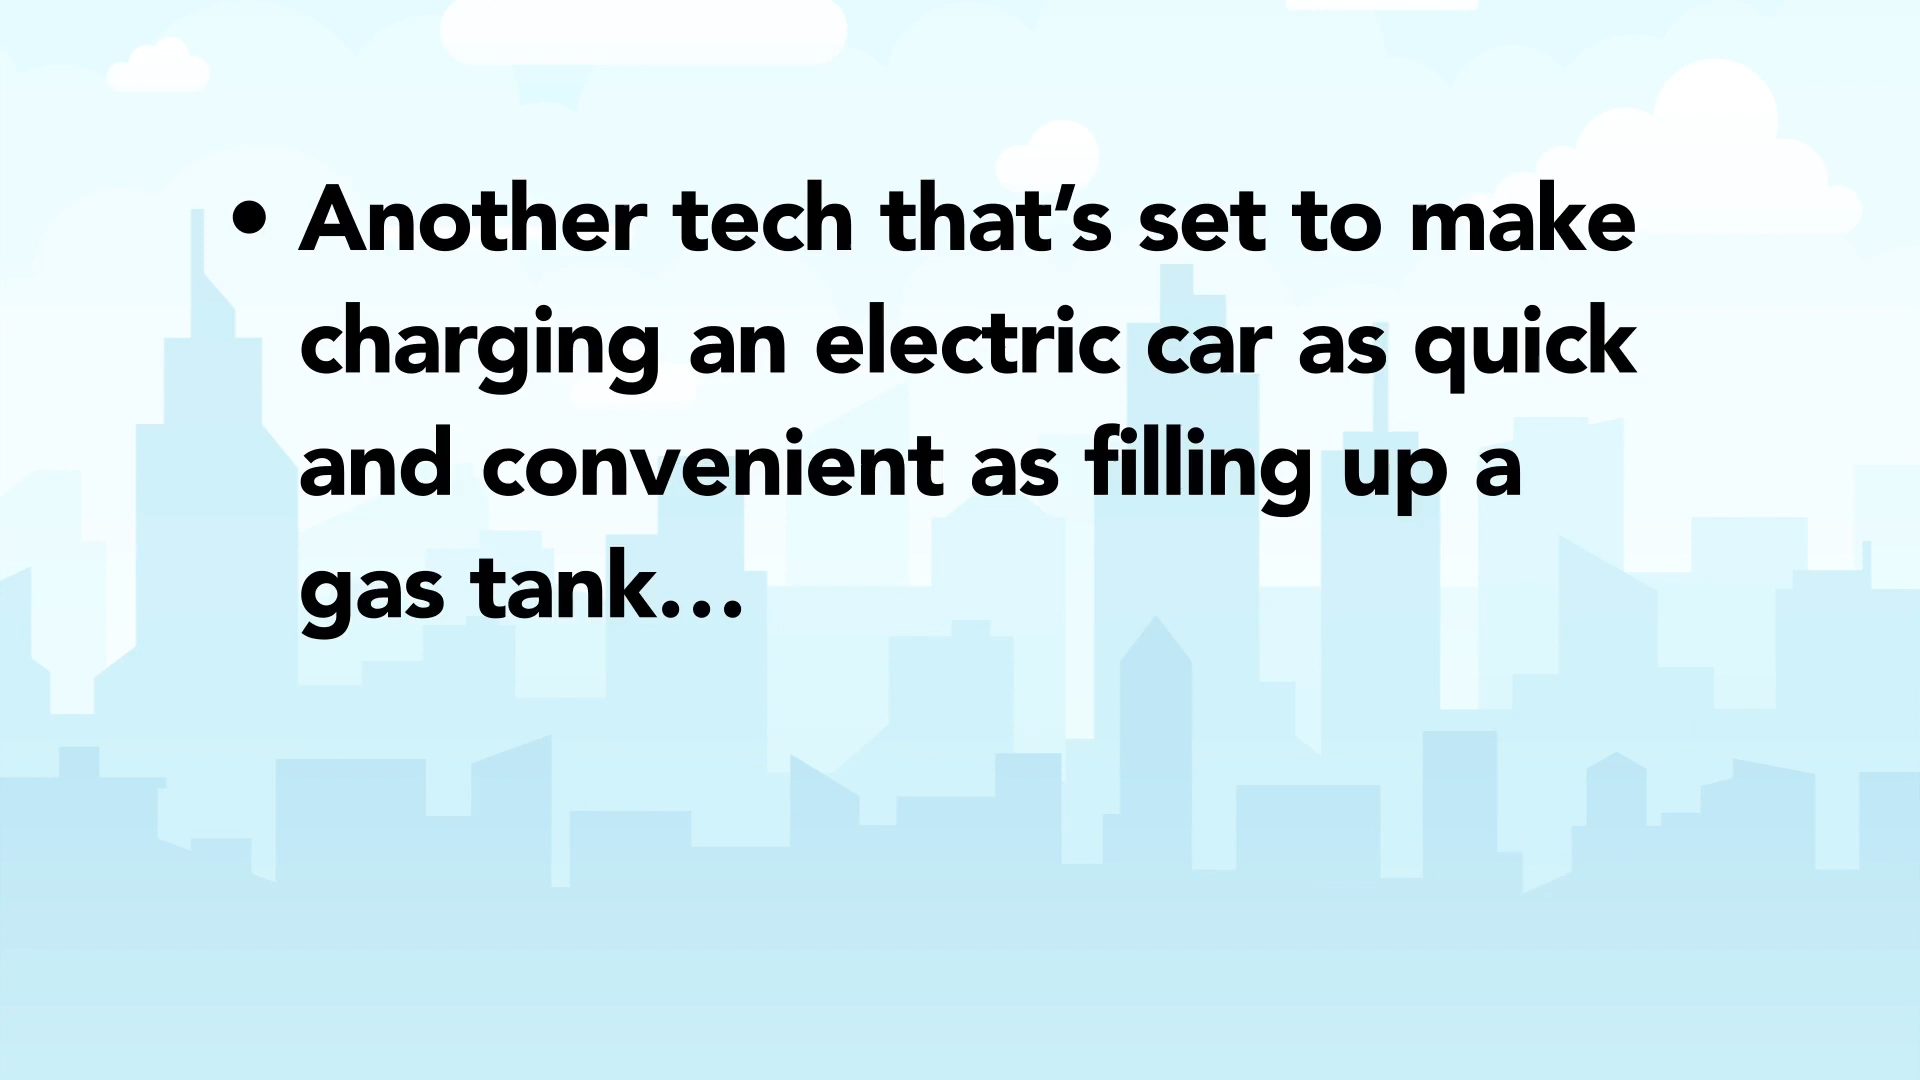 • Another tech that’s set to make
charging an electric car as quick
and convenient as filling up a
gas tank…